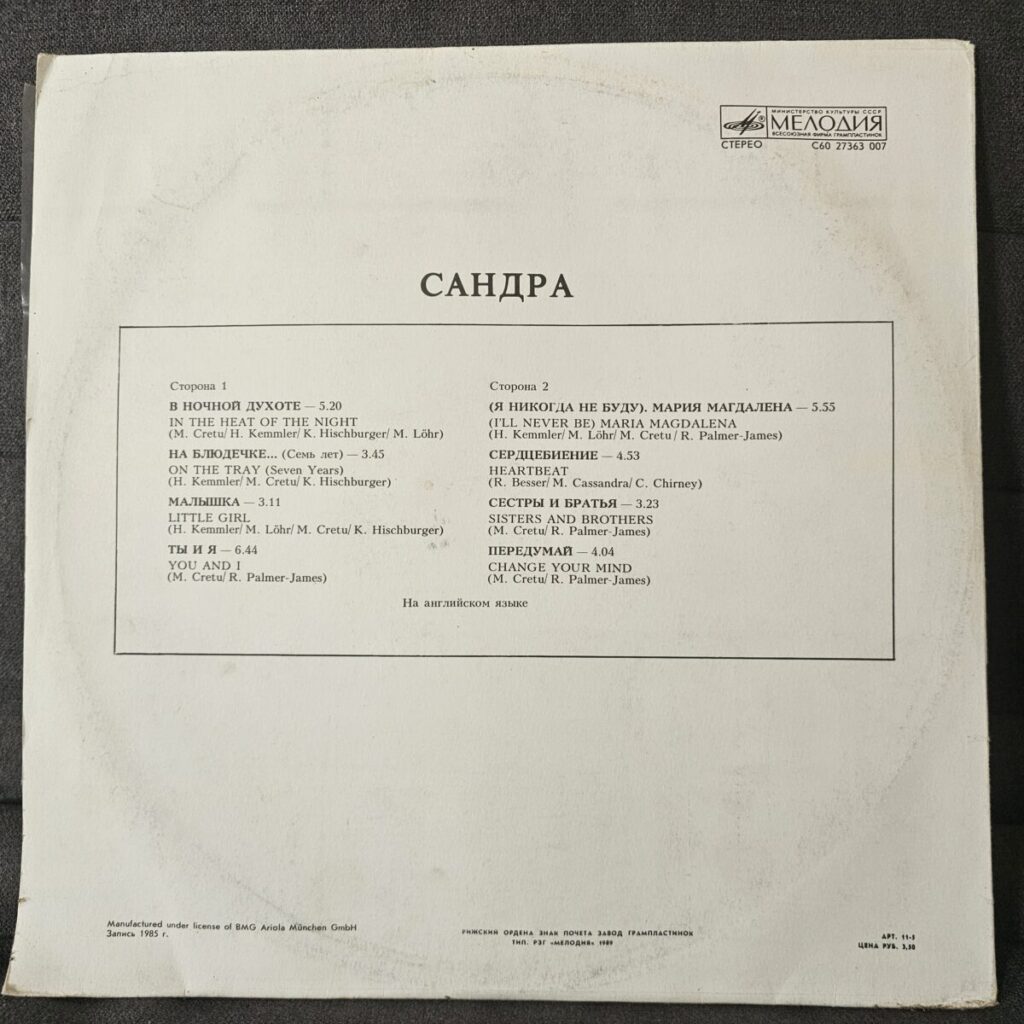 МИНИСТЕРСТВО КУЛЬТУРЫ СССР
® МЕЛОДИЯ
ВСЕСОЮЗНАЯ ФИРМА ГРАМПЛАСТИНОК
СТЕРЕО С60 27363 007
САНДРА
Сторона 1
В НОЧНОЙ ДУХОТЕ — 5.20
IN THE HEAT OF THE NIGHT
(M. Cretu/ H. Kemmler/ K. Hischburger/ M. Löhr)
НА БЛЮДЕЧКЕ... (Семь лет) — 3.45
ON THE TRAY (Seven Years)
(H. Kemmler/ M. Cretu/ K. Hischburger)
МАЛЫШКА — 3.11
LITTLE GIRL
(H. Kemmler/ M. Löhr/ M. Cretu/ K. Hischburger)
ТЫ И Я — 6.44
YOU AND I
(M. Cretu/ R. Palmer-James)
Сторона 2
(Я НИКОГДА НЕ БУДУ). МАРИЯ МАГДАЛЕНА — 5.55
(I'LL NEVER BE) MARIA MAGDALENA
(H. Kemmler/ M. Löhr/ M. Cretu / R. Palmer-James)
СЕРДЦЕБИЕНИЕ — 4.53
HEARTBEAT
(R. Besser/ M. Cassandra/ C. Chirney)
СЕСТРЫ И БРАТЬЯ — 3.23
SISTERS AND BROTHERS
(M. Cretu/ R. Palmer-James)
ПЕРЕДУМАЙ — 4.04
CHANGE YOUR MIND
(M. Cretu/ R. Palmer-James)
На английском языке
Manufactured under license of BMG Ariola München GmbH
Запись 1985 г.
РИЖСКИЙ ОРДЕНА ЗНАК ПОЧЕТА ЗАВОД ГРАМПЛАСТИНОК
ТИП. РЗГ «МЕЛОДИЯ» 1989
АРТ. 11-5
ЦЕНА РУБ. 3,50